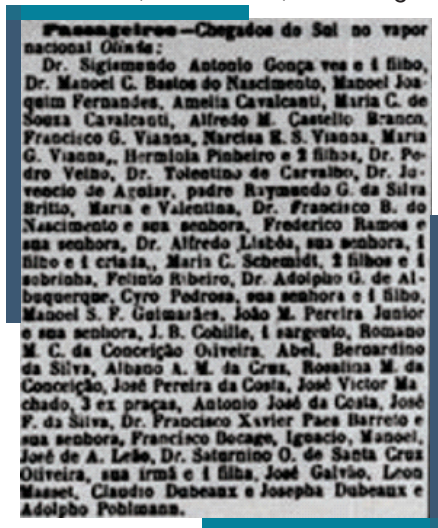 Passageiros—Chegados do Sul no vapor
nacional Olinda:
Dr. Sigismundo Antonio Gonça ves e 1 filho,
Dr. Manoel C. Bastos do Nascimento, Manoel Joa-
quim Fernandes, Amelia Cavalcanti, Maria C. de
Souza Cavalcanti, Alfredo M. Castello Branco,
Francisco G. Vianna, Narcisa R. S. Vianna, Maria
G. Vianna,, Herminia Pinheiro e 2 filhos, Dr. Pe-
dro Velho, Dr. Tolentino de Carvalho, Dr. Ju-
vencio de Aguiar, padre Raymundo G. da Silva
Britto, Maria e Valentina, Dr. Francisco B. do
Nascimento e sua senhora, Frederico Ramos e
sua senhora, Dr. Alfredo Lisbôa, sua senhora, 1
filho e 1 criada,, Maria C. Schemidt, 2 filhos e 1
sobrinha, Felinto Ribeiro, Dr. Adolpho G. de Al-
buquerque, Cyro Pedrosa, sua senhora e 1 filho,
Manoel S. F. Guimarães, João M. Pereira Junior
e sua senhora, J. B. Cohille, 1 sargento, Romano
M. C. da Conceição Oliveira, Abel, Bernardino
da Silva, Albano A. M. da Cruz, Rosalina M. da
Conceição, José Pereira da Costa, José Victor Ma
chado, 3 ex praças, Antonio José da Costa, José
F. da Silva, Dr. Francisco Xavier Paes Barreto e
sua senhora, Francisco Bocage, Ignacio, Manoel,
José de A. Leão, Dr. Saturnino O. de Santa Cruz
Oliveira, sua irmã e 1 filha, José Galvão, Leon
Masset, Claudio Dubeaux e Josepha Dubeaux e
Adolpho Pohlmann.